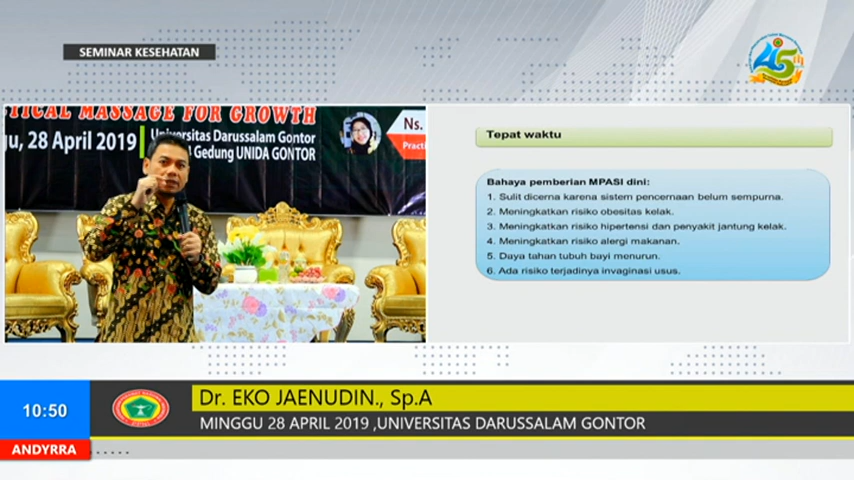 SEMINAR KESEHATAN
45
TICAL MASSAGE FOR GROWTH
gu, 28 April 2019
Universitas Darussalam Gontor
Gedung UNIDA GONTOR
Ns.
Practi
Tepat waktu
Bahaya pemberian MPASI dini:
1. Sulit dicerna karena sistem pencernaan belum sempurna.
2. Meningkatkan risiko obesitas kelak.
3. Meningkatkan risiko hipertensi dan penyakit jantung kelak.
4. Meningkatkan risiko alergi makanan.
5. Daya tahan tubuh bayi menurun.
6. Ada risiko terjadinya invaginasi usus.
10:50
Dr. EKO JAENUDIN., Sp.A
MINGGU 28 APRIL 2019 ,UNIVERSITAS DARUSSALAM GONTOR
ANDYRRA